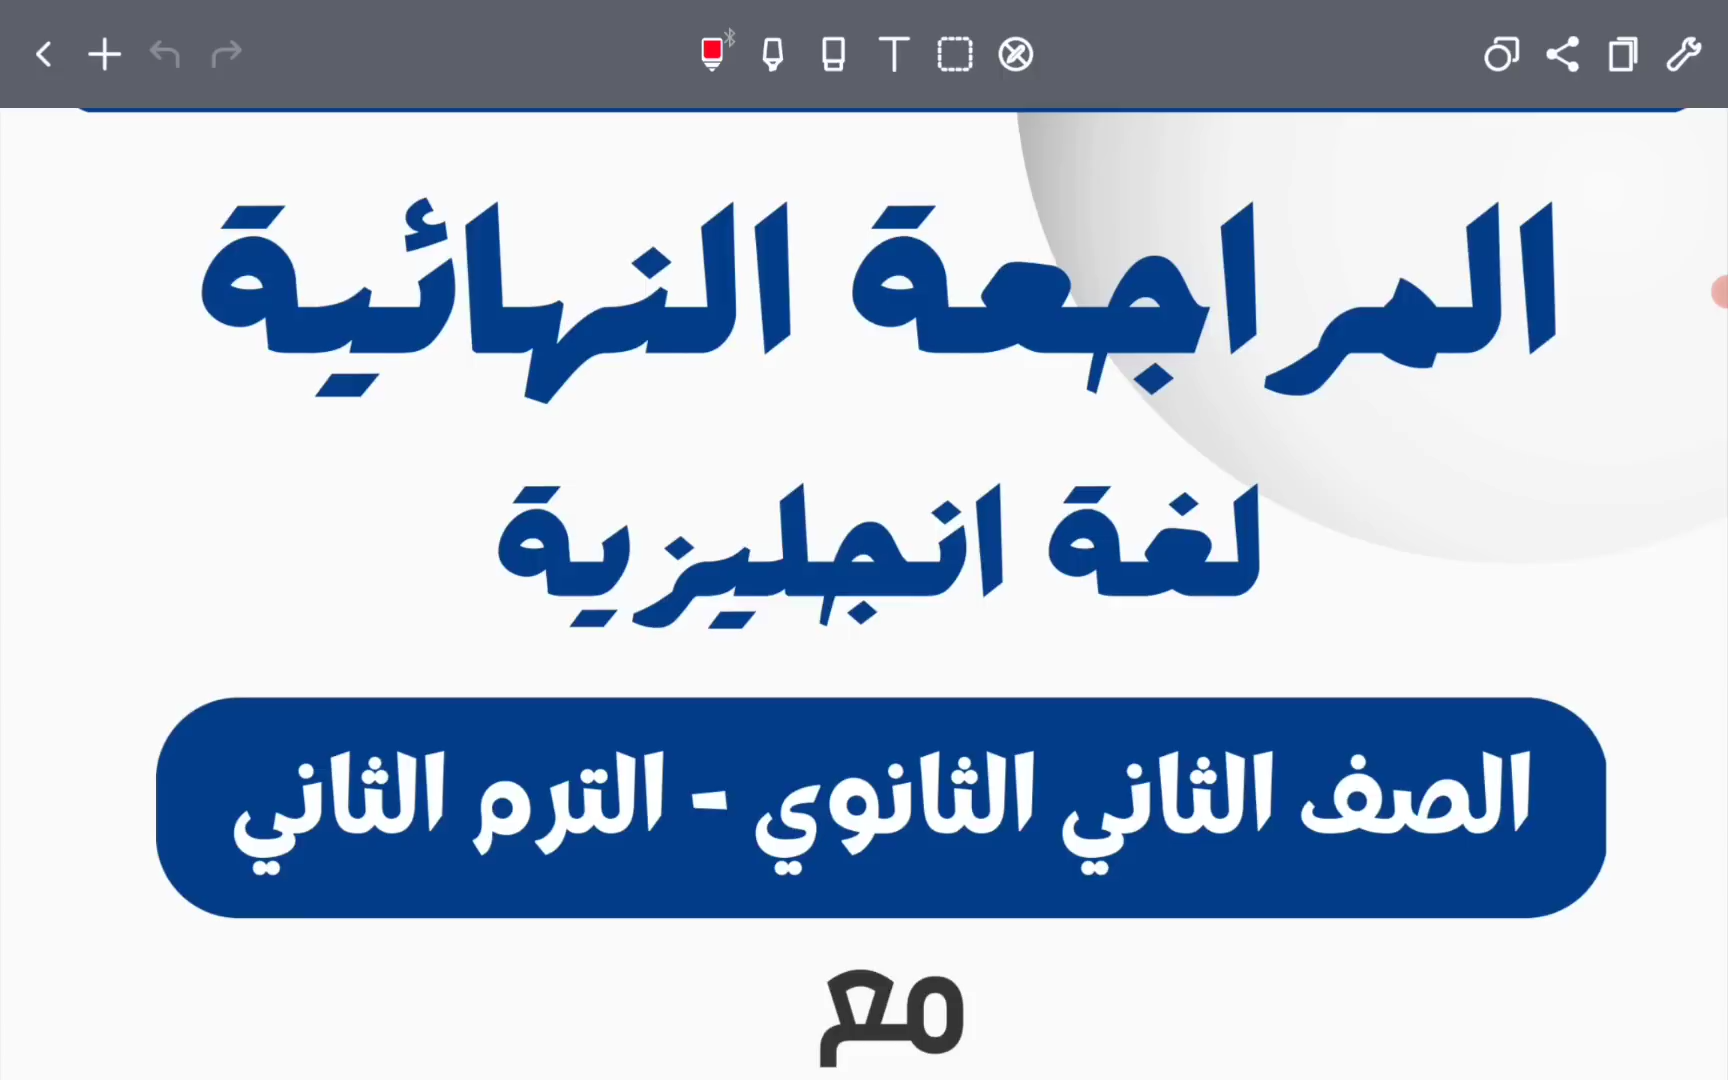 المراجعة النهائية
لغة انجليزية
الصف الثاني الثانوي - الترم الثاني
مع